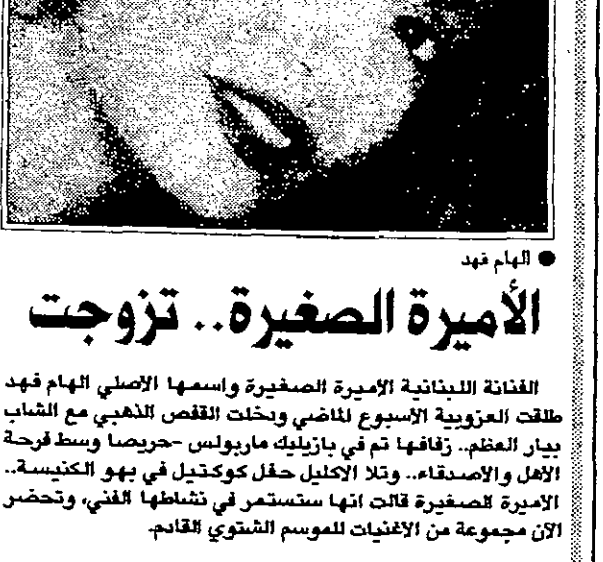 ● الهام فهد
الأميرة الصغيرة.. تزوجت
الفنانة اللبنانية الأميرة الصغيرة واسمها الأصلي الهام فهد
طلقت العزوبية الأسبوع الماضي ودخلت القفص الذهبي مع الشاب
بيار العظم.. زفافها تم في بازيليك ماربولس -حريصا وسط فرحة
الأهل والأصدقاء.. وتلا الاكليل حفل كوكتيل في بهو الكنيسة..
الأميرة الصغيرة قالت انها ستستمر في نشاطها الفني، وتحضر
الآن مجموعة من الأغنيات للموسم الشتوي القادم.